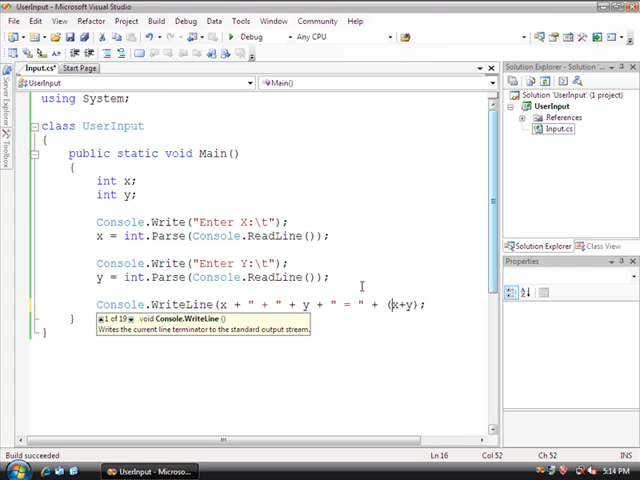 UserInput - Microsoft Visual Studio
File Edit View Refactor Project Build Debug Data Tools Window Community Help
Debug Any CPU
Input.cs* Start Page
UserInput Main()
using System;
class UserInput
{
public static void Main()
{
int x;
int y;
Console.Write("Enter X:\t");
x = int.Parse(Console.ReadLine());
Console.Write("Enter Y:\t");
y = int.Parse(Console.ReadLine());
Console.WriteLine(x + " + " + y + " = " + (x+y);
1 of 19 void Console.WriteLine ()
Writes the current line terminator to the standard output stream.
}
}
Server Explorer
Toolbox
Solution Explorer - UserInput
Solution 'UserInput' (1 project)
UserInput
References
Input.cs
Solution Explorer Class View
Properties
Build succeeded Ln 16 Col 52 Ch 52 INS
UserInput - Microso... 5:14 PM